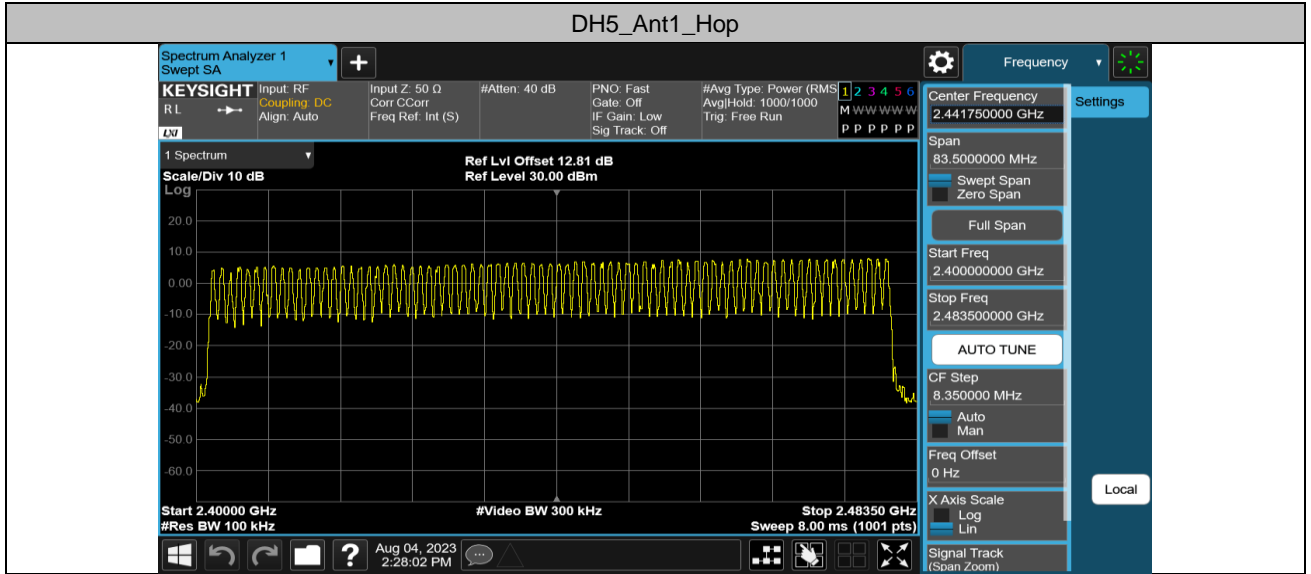 DH5_Ant1_Hop
Spectrum Analyzer 1
Swept SA
Frequency
KEYSIGHT
R L
LXI
Input: RF
Coupling: DC
Align: Auto
Input Z: 50 Ω
Corr CCorr
Freq Ref: Int (S)
#Atten: 40 dB
PNO: Fast
Gate: Off
IF Gain: Low
Sig Track: Off
#Avg Type: Power (RMS
Avg|Hold: 1000/1000
Trig: Free Run
1 2 3 4 5 6
M W W W W W
P P P P P P
Center Frequency
2.441750000 GHz
Settings
1 Spectrum
Scale/Div 10 dB
Ref Lvl Offset 12.81 dB
Ref Level 30.00 dBm
Log
20.0
10.0
0.00
-10.0
-20.0
-30.0
-40.0
-50.0
-60.0
Span
83.5000000 MHz
Swept Span
Zero Span
Full Span
Start Freq
2.400000000 GHz
Stop Freq
2.483500000 GHz
AUTO TUNE
CF Step
8.350000 MHz
Auto
Man
Freq Offset
0 Hz
X Axis Scale
Log
Lin
Signal Track
(Span Zoom)
Local
Start 2.40000 GHz
#Res BW 100 kHz
#Video BW 300 kHz
Stop 2.48350 GHz
Sweep 8.00 ms (1001 pts)
?
Aug 04, 2023
2:28:02 PM